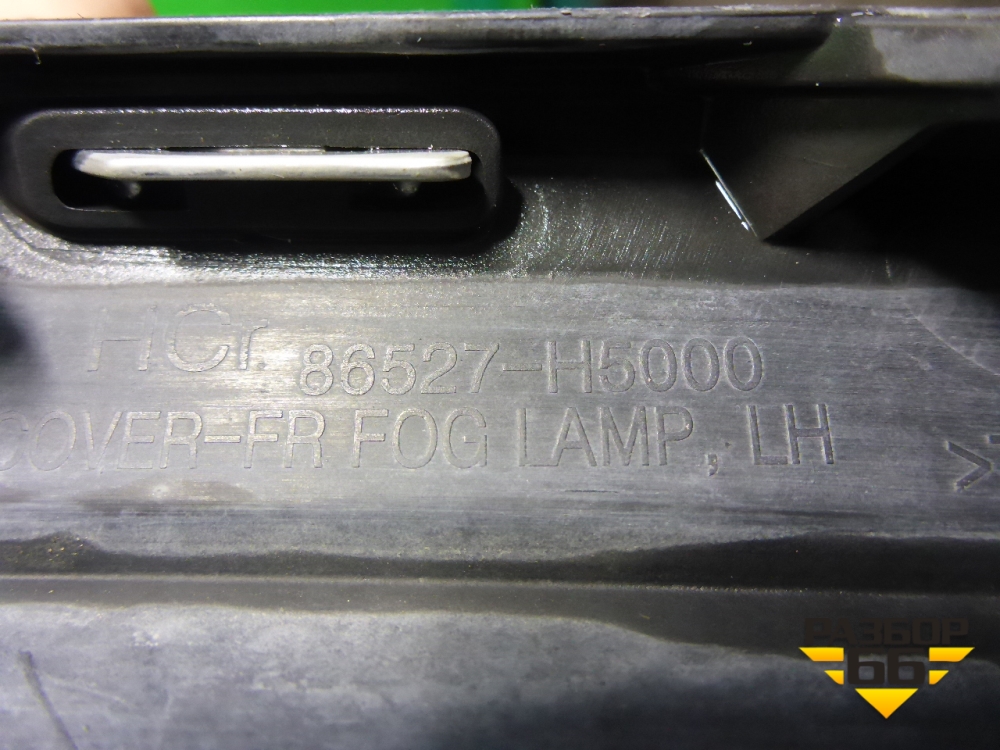 HCr. 86527-H5000
COVER-FR FOG LAMP, LH
РАЗБОР
66